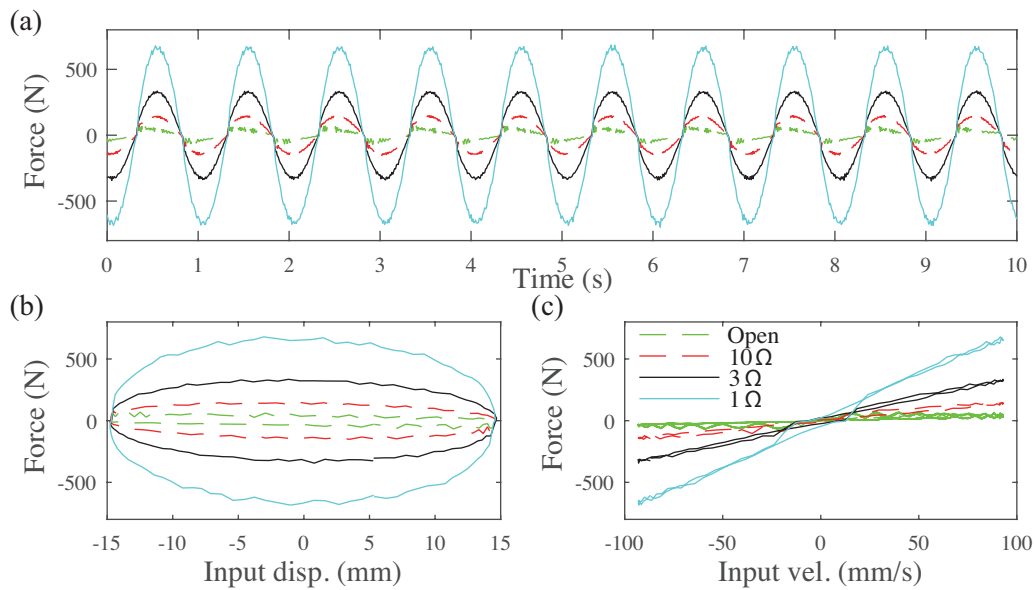 (a)
Force (N)
500
0
-500
0 1 2 3 4 5 6 7 8 9 10
Time (s)
(b)
Force (N)
500
0
-500
-15 -10 -5 0 5 10 15
Input disp. (mm)
(c)
Force (N)
500
0
-500
Open
10 Ω
3 Ω
1 Ω
-100 -50 0 50 100
Input vel. (mm/s)